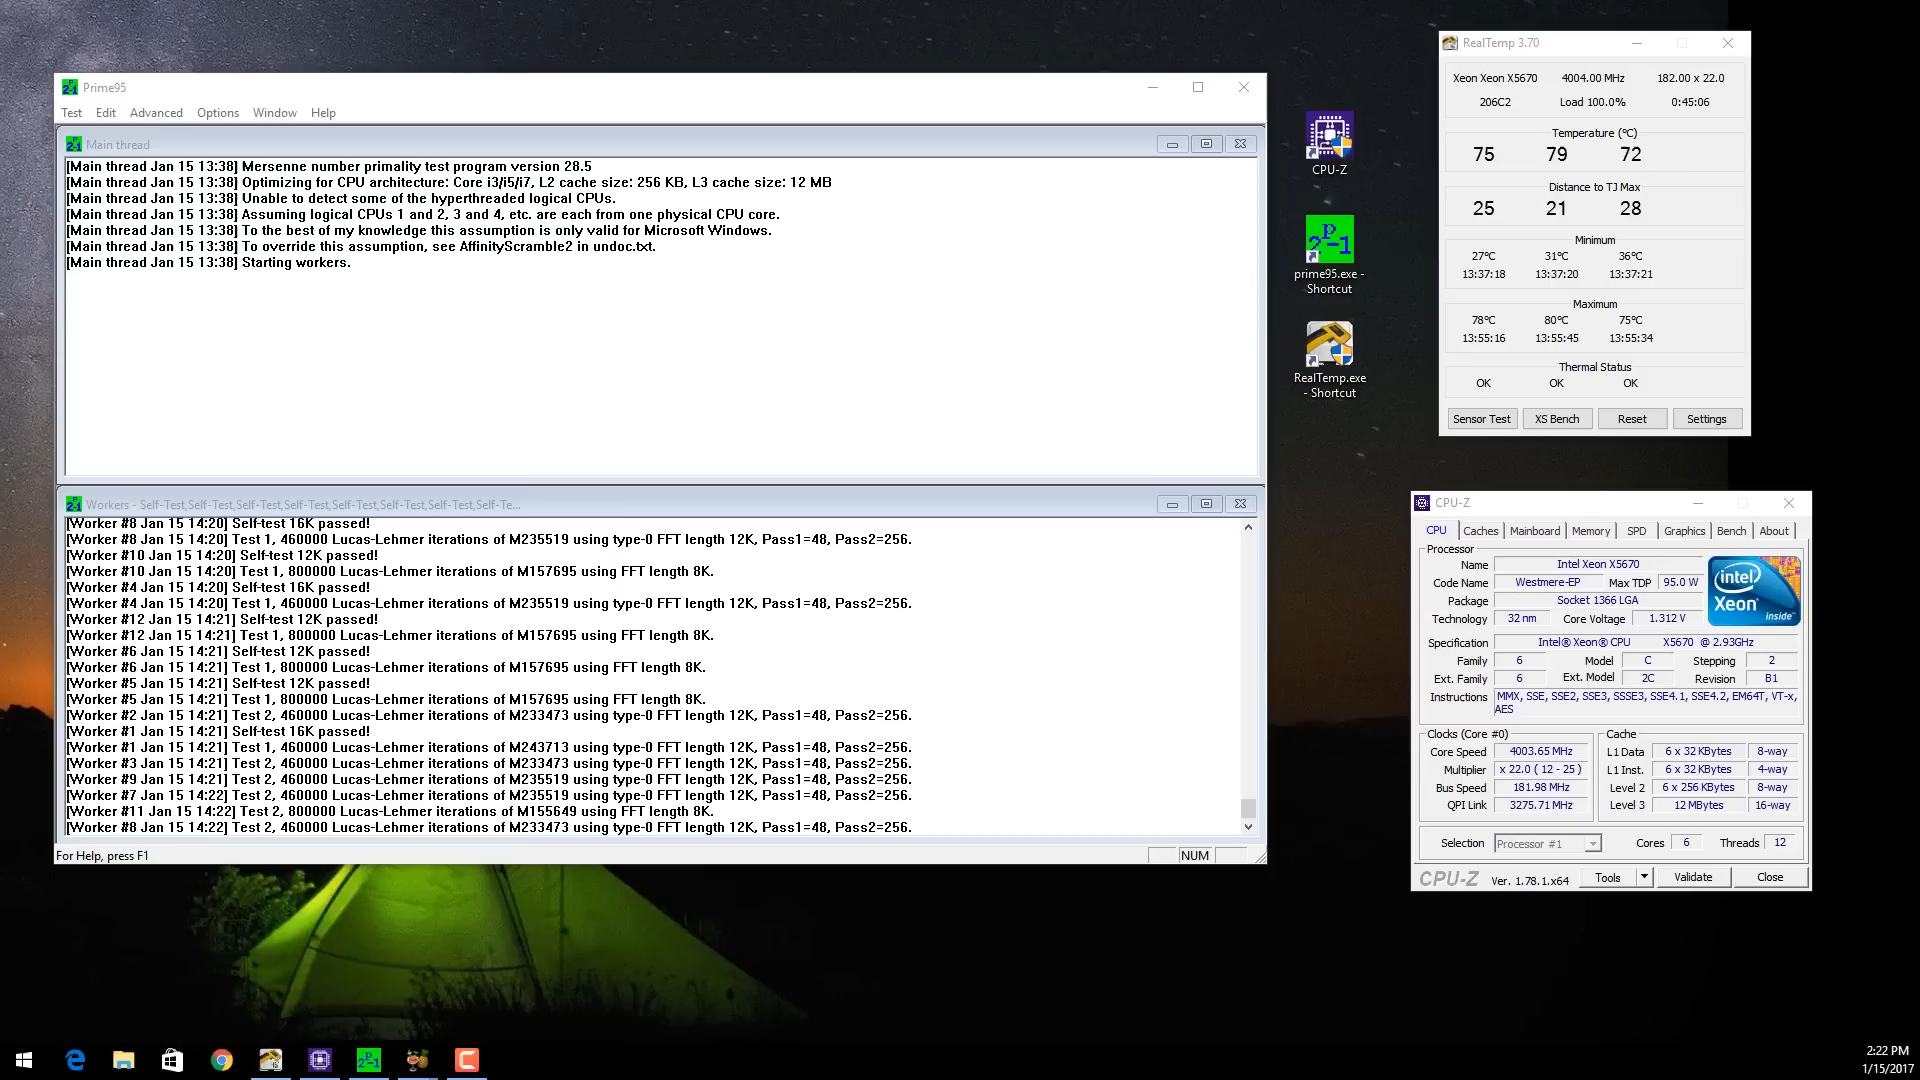 Prime95
Test Edit Advanced Options Window Help
Main thread
[Main thread Jan 15 13:38] Mersenne number primality test program version 28.5
[Main thread Jan 15 13:38] Optimizing for CPU architecture: Core i3/i5/i7, L2 cache size: 256 KB, L3 cache size: 12 MB
[Main thread Jan 15 13:38] Unable to detect some of the hyperthreaded logical CPUs.
[Main thread Jan 15 13:38] Assuming logical CPUs 1 and 2, 3 and 4, etc. are each from one physical CPU core.
[Main thread Jan 15 13:38] To the best of my knowledge this assumption is only valid for Microsoft Windows.
[Main thread Jan 15 13:38] To override this assumption, see AffinityScramble2 in undoc.txt.
[Main thread Jan 15 13:38] Starting workers.
Workers - Self-Test,Self-Test,Self-Test,Self-Test,Self-Test,Self-Test,Self-Test,Self-Te...
[Worker #8 Jan 15 14:20] Self-test 16K passed!
[Worker #8 Jan 15 14:20] Test 1, 460000 Lucas-Lehmer iterations of M235519 using type-0 FFT length 12K, Pass1=48, Pass2=256.
[Worker #10 Jan 15 14:20] Self-test 12K passed!
[Worker #10 Jan 15 14:20] Test 1, 800000 Lucas-Lehmer iterations of M157695 using FFT length 8K.
[Worker #4 Jan 15 14:20] Self-test 16K passed!
[Worker #4 Jan 15 14:20] Test 1, 460000 Lucas-Lehmer iterations of M235519 using type-0 FFT length 12K, Pass1=48, Pass2=256.
[Worker #12 Jan 15 14:21] Self-test 12K passed!
[Worker #12 Jan 15 14:21] Test 1, 800000 Lucas-Lehmer iterations of M157695 using FFT length 8K.
[Worker #6 Jan 15 14:21] Self-test 12K passed!
[Worker #6 Jan 15 14:21] Test 1, 800000 Lucas-Lehmer iterations of M157695 using FFT length 8K.
[Worker #5 Jan 15 14:21] Self-test 12K passed!
[Worker #5 Jan 15 14:21] Test 1, 800000 Lucas-Lehmer iterations of M157695 using FFT length 8K.
[Worker #2 Jan 15 14:21] Test 2, 460000 Lucas-Lehmer iterations of M233473 using type-0 FFT length 12K, Pass1=48, Pass2=256.
[Worker #1 Jan 15 14:21] Self-test 16K passed!
[Worker #1 Jan 15 14:21] Test 1, 460000 Lucas-Lehmer iterations of M243713 using type-0 FFT length 12K, Pass1=48, Pass2=256.
[Worker #3 Jan 15 14:21] Test 2, 460000 Lucas-Lehmer iterations of M233473 using type-0 FFT length 12K, Pass1=48, Pass2=256.
[Worker #9 Jan 15 14:21] Test 2, 460000 Lucas-Lehmer iterations of M235519 using type-0 FFT length 12K, Pass1=48, Pass2=256.
[Worker #7 Jan 15 14:22] Test 2, 460000 Lucas-Lehmer iterations of M235519 using type-0 FFT length 12K, Pass1=48, Pass2=256.
[Worker #11 Jan 15 14:22] Test 2, 800000 Lucas-Lehmer iterations of M155649 using FFT length 8K.
[Worker #8 Jan 15 14:22] Test 2, 460000 Lucas-Lehmer iterations of M233473 using type-0 FFT length 12K, Pass1=48, Pass2=256.
For Help, press F1
NUM
CPU-Z
prime95.exe -
Shortcut
RealTemp.exe
- Shortcut
RealTemp 3.70
Xeon Xeon X5670 4004.00 MHz 182.00 x 22.0
206C2 Load 100.0% 0:45:06
Temperature (°C)
75 79 72
Distance to TJ Max
25 21 28
Minimum
27°C 31°C 36°C
13:37:18 13:37:20 13:37:21
Maximum
78°C 80°C 75°C
13:55:16 13:55:45 13:55:34
Thermal Status
OK OK OK
Sensor Test XS Bench Reset Settings
CPU-Z
CPU Caches Mainboard Memory SPD Graphics Bench About
Processor
Name Intel Xeon X5670
Code Name Westmere-EP Max TDP 95.0 W
Package Socket 1366 LGA
Technology 32 nm Core Voltage 1.312 V
intel Xeon inside
Specification Intel® Xeon® CPU X5670 @ 2.93GHz
Family 6 Model C Stepping 2
Ext. Family 6 Ext. Model 2C Revision B1
Instructions MMX, SSE, SSE2, SSE3, SSSE3, SSE4.1, SSE4.2, EM64T, VT-x,
AES
Clocks (Core #0)
Core Speed 4003.65 MHz
Multiplier x 22.0 ( 12 - 25 )
Bus Speed 181.98 MHz
QPI Link 3275.71 MHz
Cache
L1 Data 6 x 32 KBytes 8-way
L1 Inst. 6 x 32 KBytes 4-way
Level 2 6 x 256 KBytes 8-way
Level 3 12 MBytes 16-way
Selection Processor #1 Cores 6 Threads 12
CPU-Z Ver. 1.78.1.x64 Tools Validate Close
2:22 PM
1/15/2017